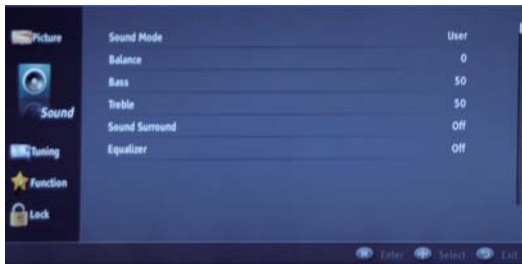 Picture
Sound
Tuning
Function
Lock
Sound Mode User
Balance 0
Bass 50
Treble 50
Sound Surround Off
Equalizer Off
Enter Select Exit